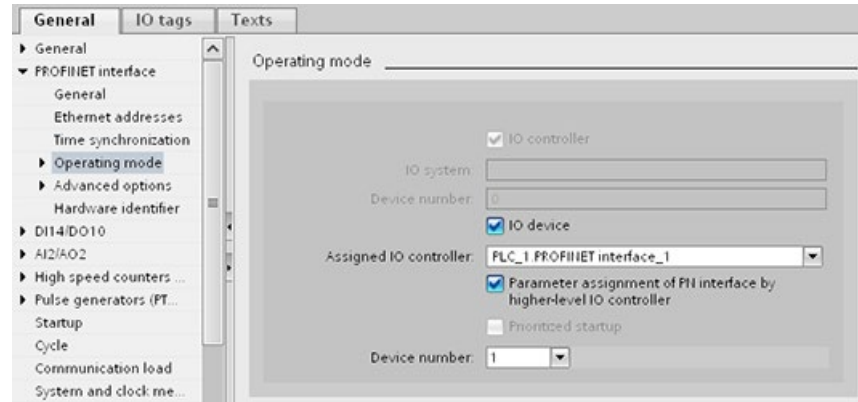 General IO tags Texts
General
PROFINET interface
General
Ethernet addresses
Time synchronization
Operating mode
Advanced options
Hardware identifier
DI14/DO10
AI2/AO2
High speed counters ...
Pulse generators (PT...
Startup
Cycle
Communication load
System and clock me...
Operating mode
IO controller
IO system:
Device number: 0
IO device
Assigned IO controller: PLC_1.PROFINET interface_1
Parameter assignment of PN interface by
higher-level IO controller
Prioritized startup
Device number: 1